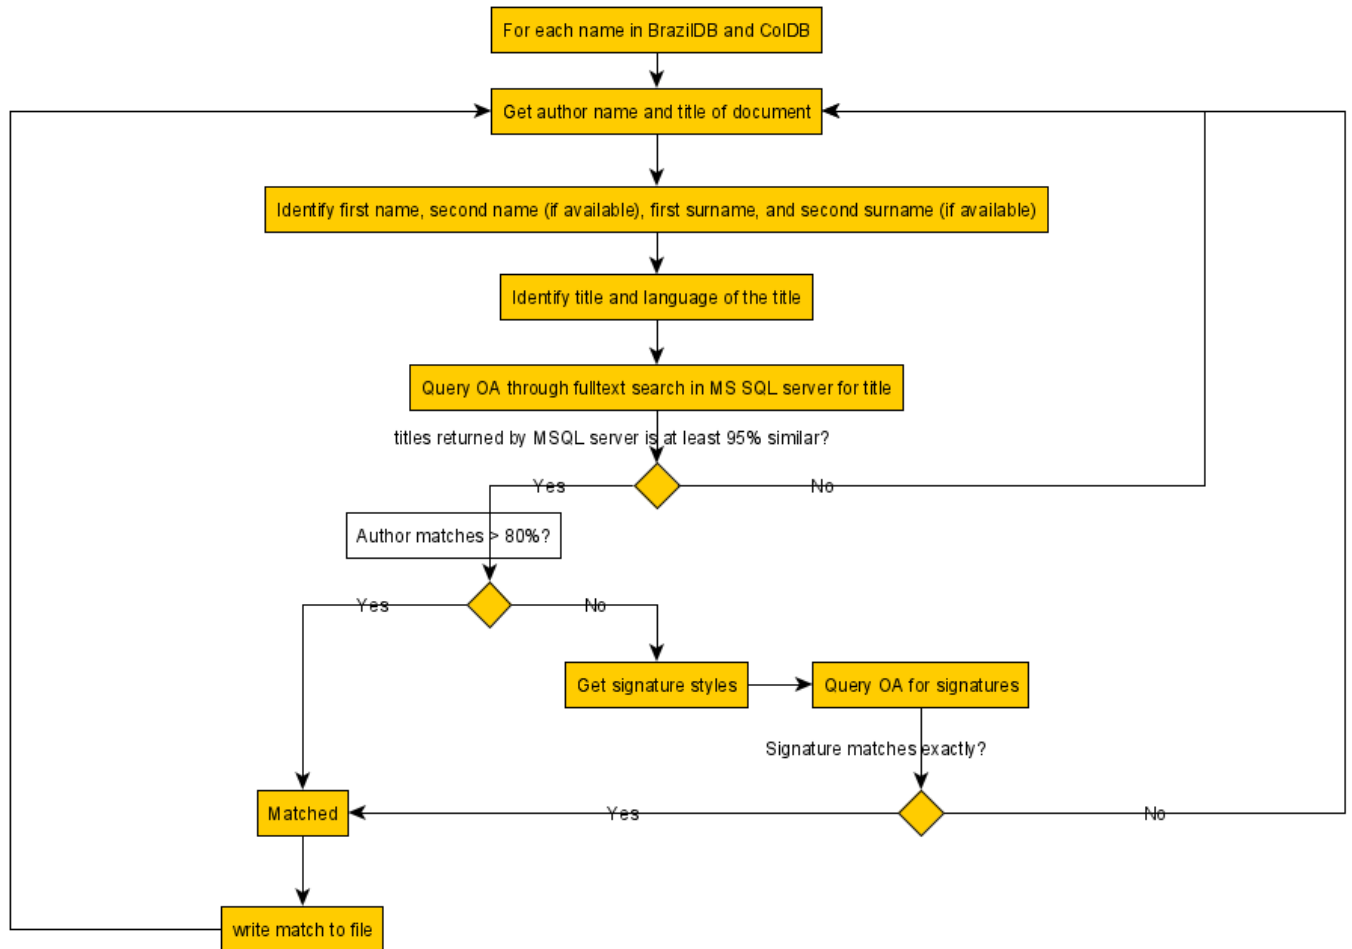 For each name in BrazilDB and ColDB
Get author name and title of document
Identify first name, second name (if available), first surname, and second surname (if available)
Identify title and language of the title
Query OA through fulltext search in MS SQL server for title
titles returned by MSQL server is at least 95% similar?
Yes
No
Author matches > 80%?
Yes
No
Get signature styles
Query OA for signatures
Signature matches exactly?
Matched
Yes
No
write match to file